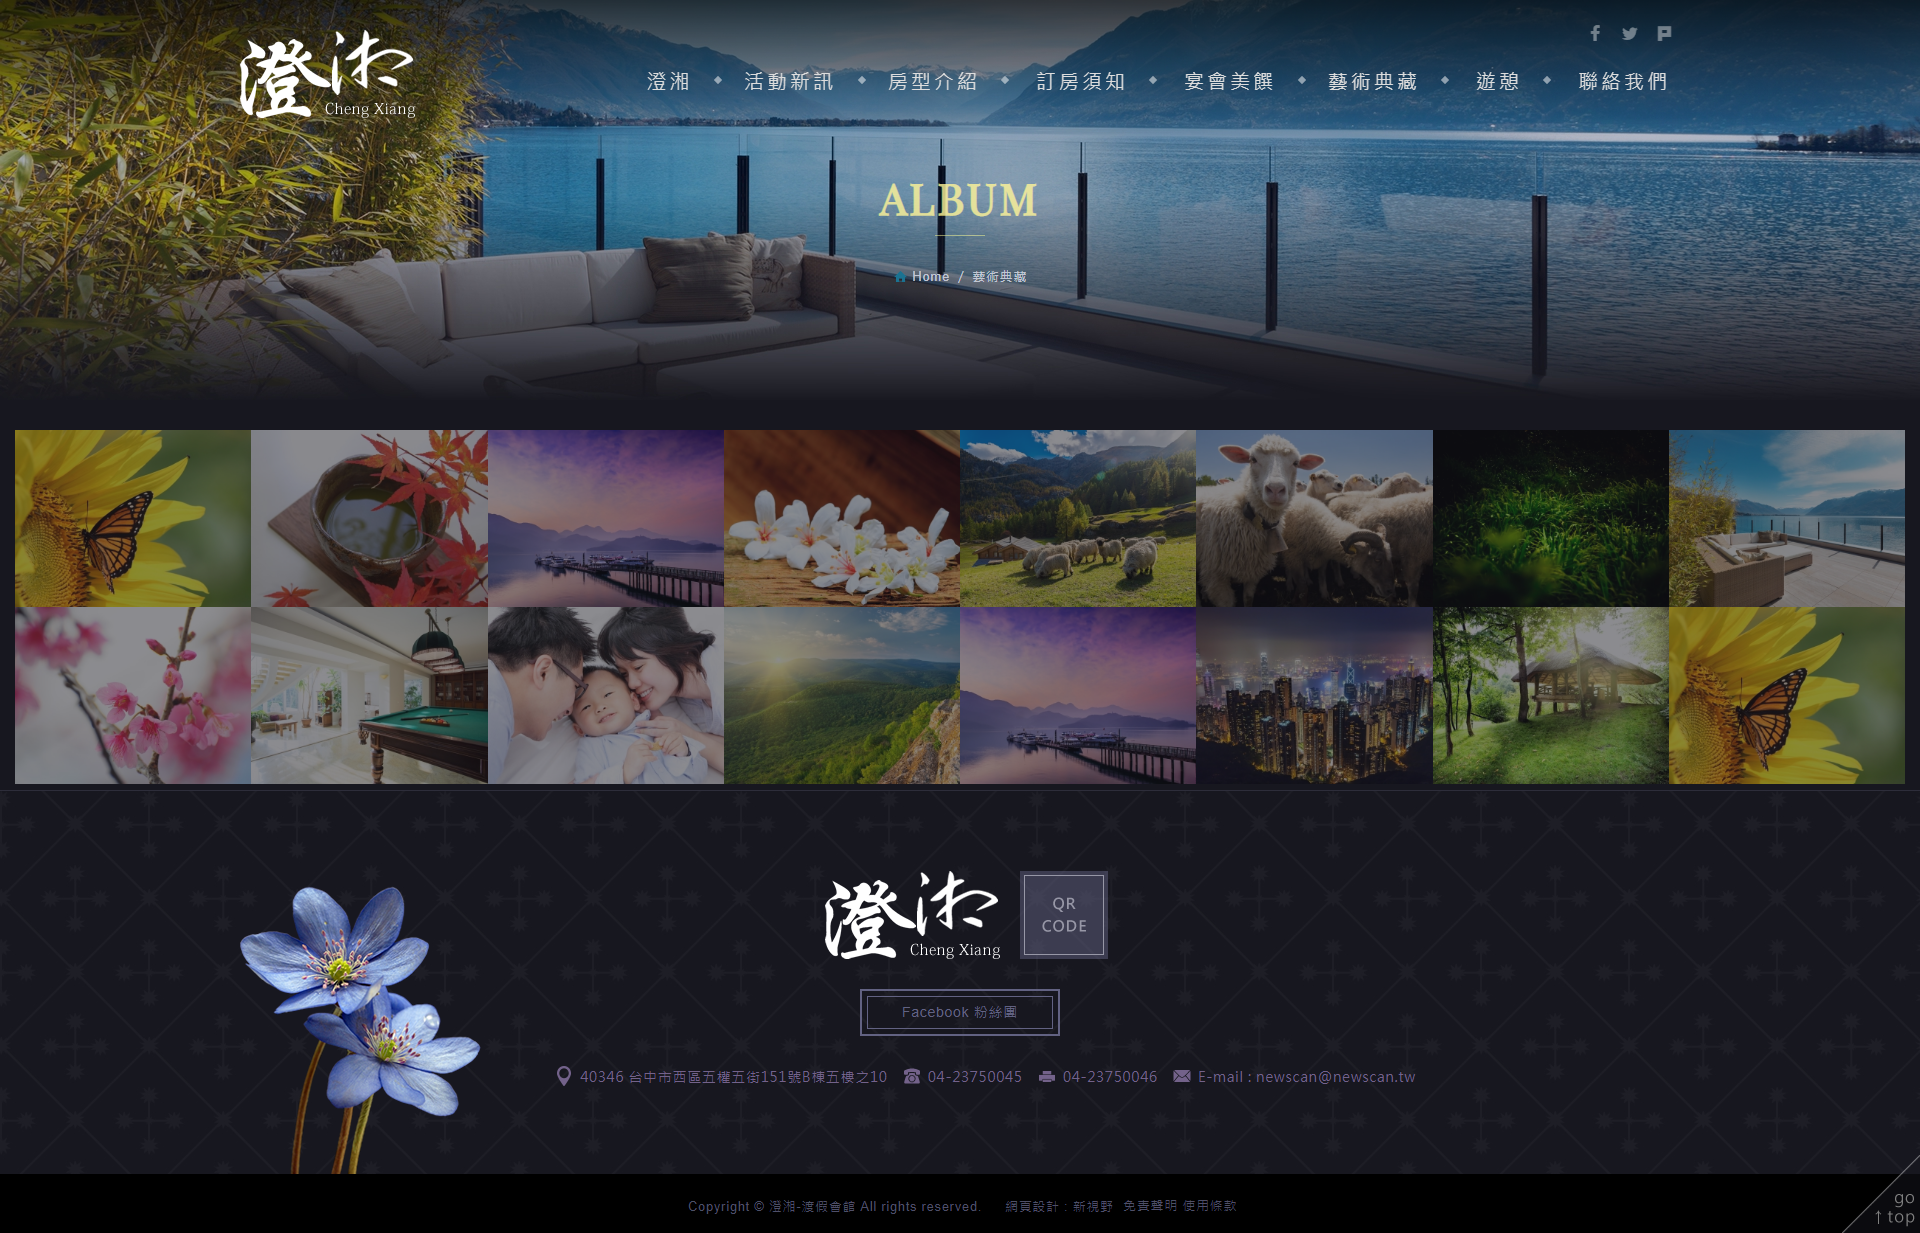 澄湘
Cheng Xiang
澄湘 活動新訊 房型介紹 訂房須知 宴會美饌 藝術典藏 遊憩 聯絡我們
ALBUM
Home / 藝術典藏
澄湘
Cheng Xiang
QR
CODE
Facebook 粉絲團
40346 台中市西區五權五街151號B棟五樓之10 04-23750045 04-23750046 E-mail : newscan@newscan.tw
Copyright © 澄湘-渡假會館 All rights reserved. 網頁設計 : 新視野 免責聲明 使用條款
go
↑top